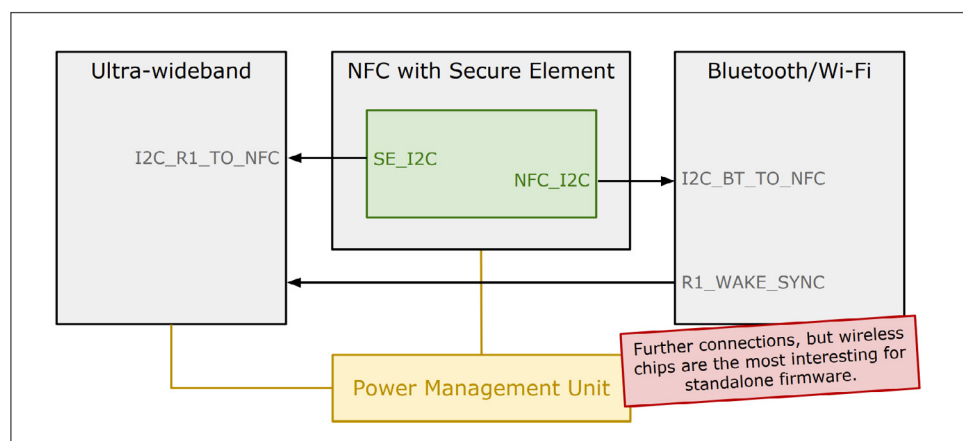 Ultra-wideband
NFC with Secure Element
Bluetooth/Wi-Fi
I2C_R1_TO_NFC
SE_I2C
NFC_I2C
I2C_BT_TO_NFC
R1_WAKE_SYNC
Power Management Unit
Further connections, but wireless
chips are the most interesting for
standalone firmware.